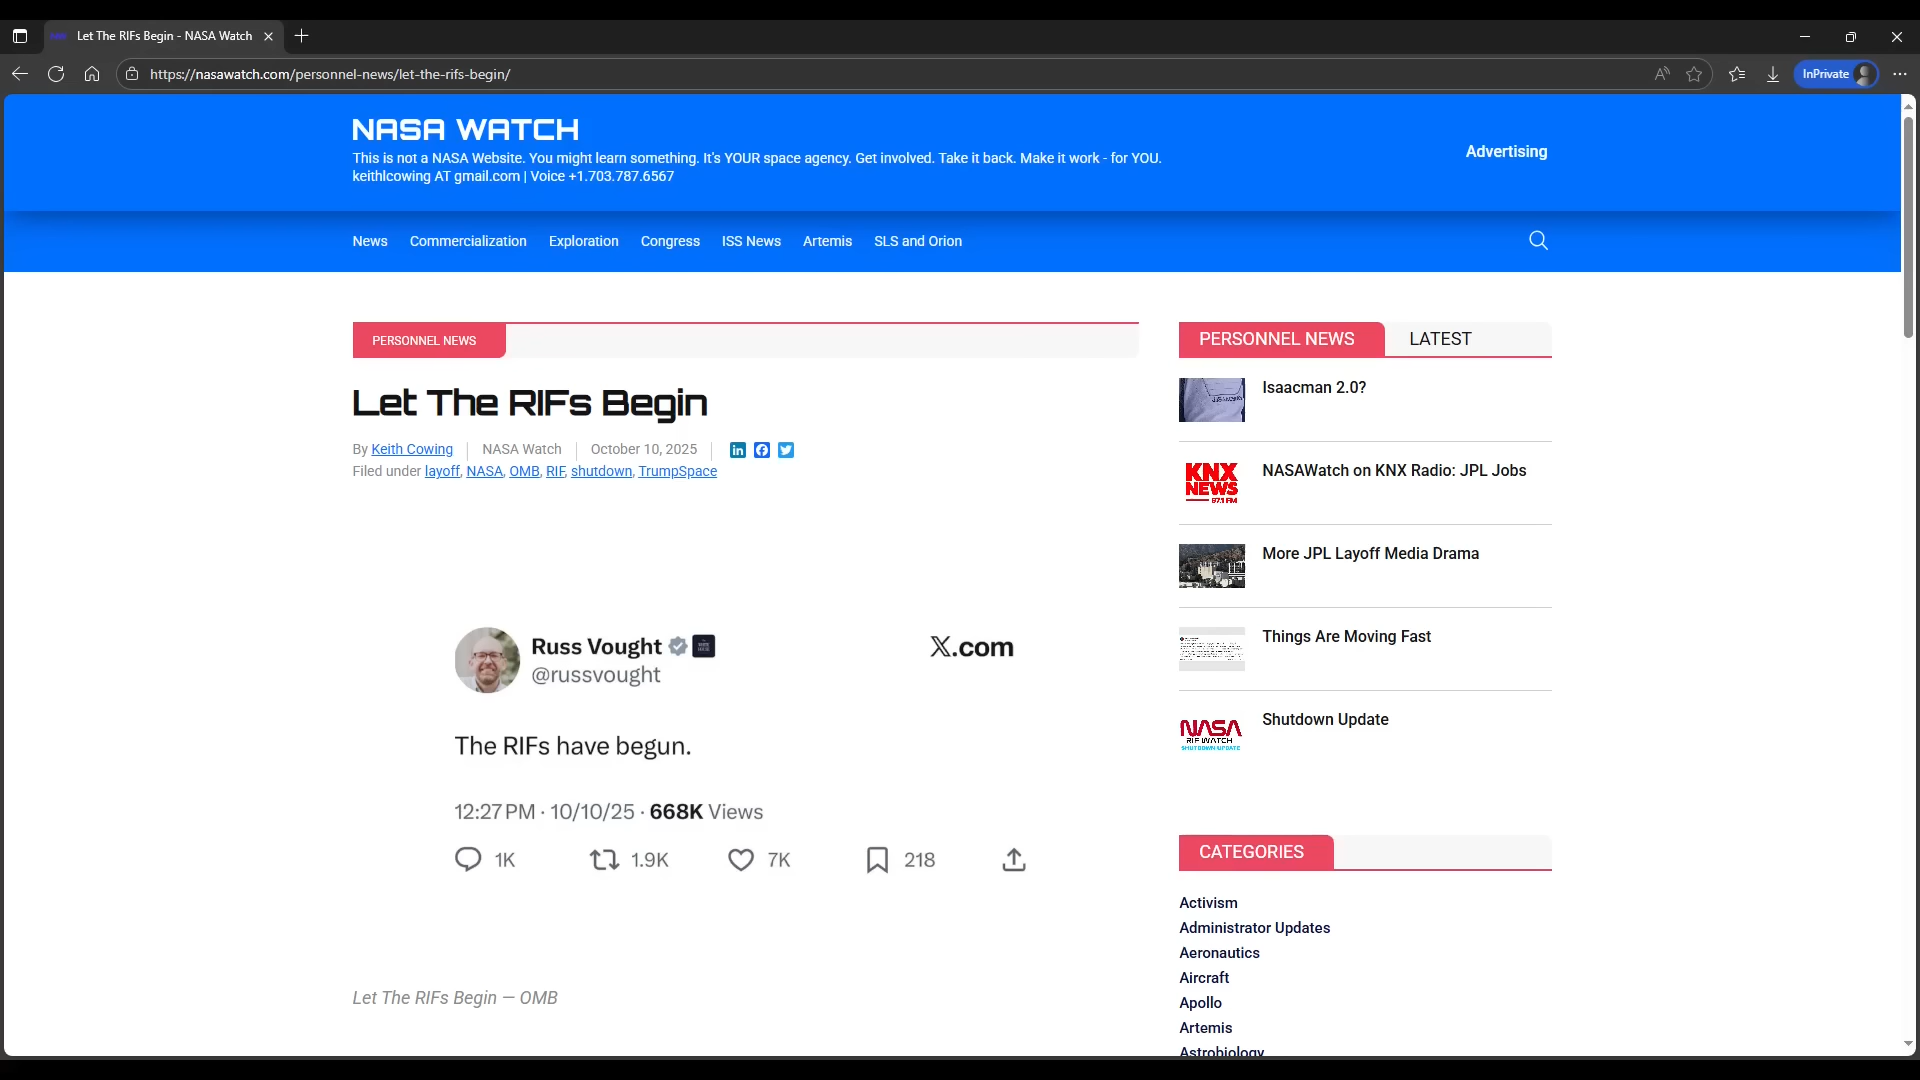 Let The RIFs Begin - NASA Watch
https://nasawatch.com/personnel-news/let-the-rifs-begin/
InPrivate
NASA WATCH
This is not a NASA Website. You might learn something. It's YOUR space agency. Get involved. Take it back. Make it work - for YOU.
keithlcowing AT gmail.com | Voice +1.703.787.6567
Advertising
News Commercialization Exploration Congress ISS News Artemis SLS and Orion
PERSONNEL NEWS
Let The RIFs Begin
By Keith Cowing NASA Watch October 10, 2025
Filed under layoff, NASA, OMB, RIF, shutdown, TrumpSpace
Russ Vought
@russvought
X.com
The RIFs have begun.
12:27 PM · 10/10/25 · 668K Views
1K 1.9K 7K 218
Let The RIFs Begin — OMB
PERSONNEL NEWS LATEST
Isaacman 2.0?
KNX
NEWS
97.1 FM
NASAWatch on KNX Radio: JPL Jobs
More JPL Layoff Media Drama
Things Are Moving Fast
NASA
RIF WATCH
SHUTDOWN UPDATE
Shutdown Update
CATEGORIES
Activism
Administrator Updates
Aeronautics
Aircraft
Apollo
Artemis
Astrobiology